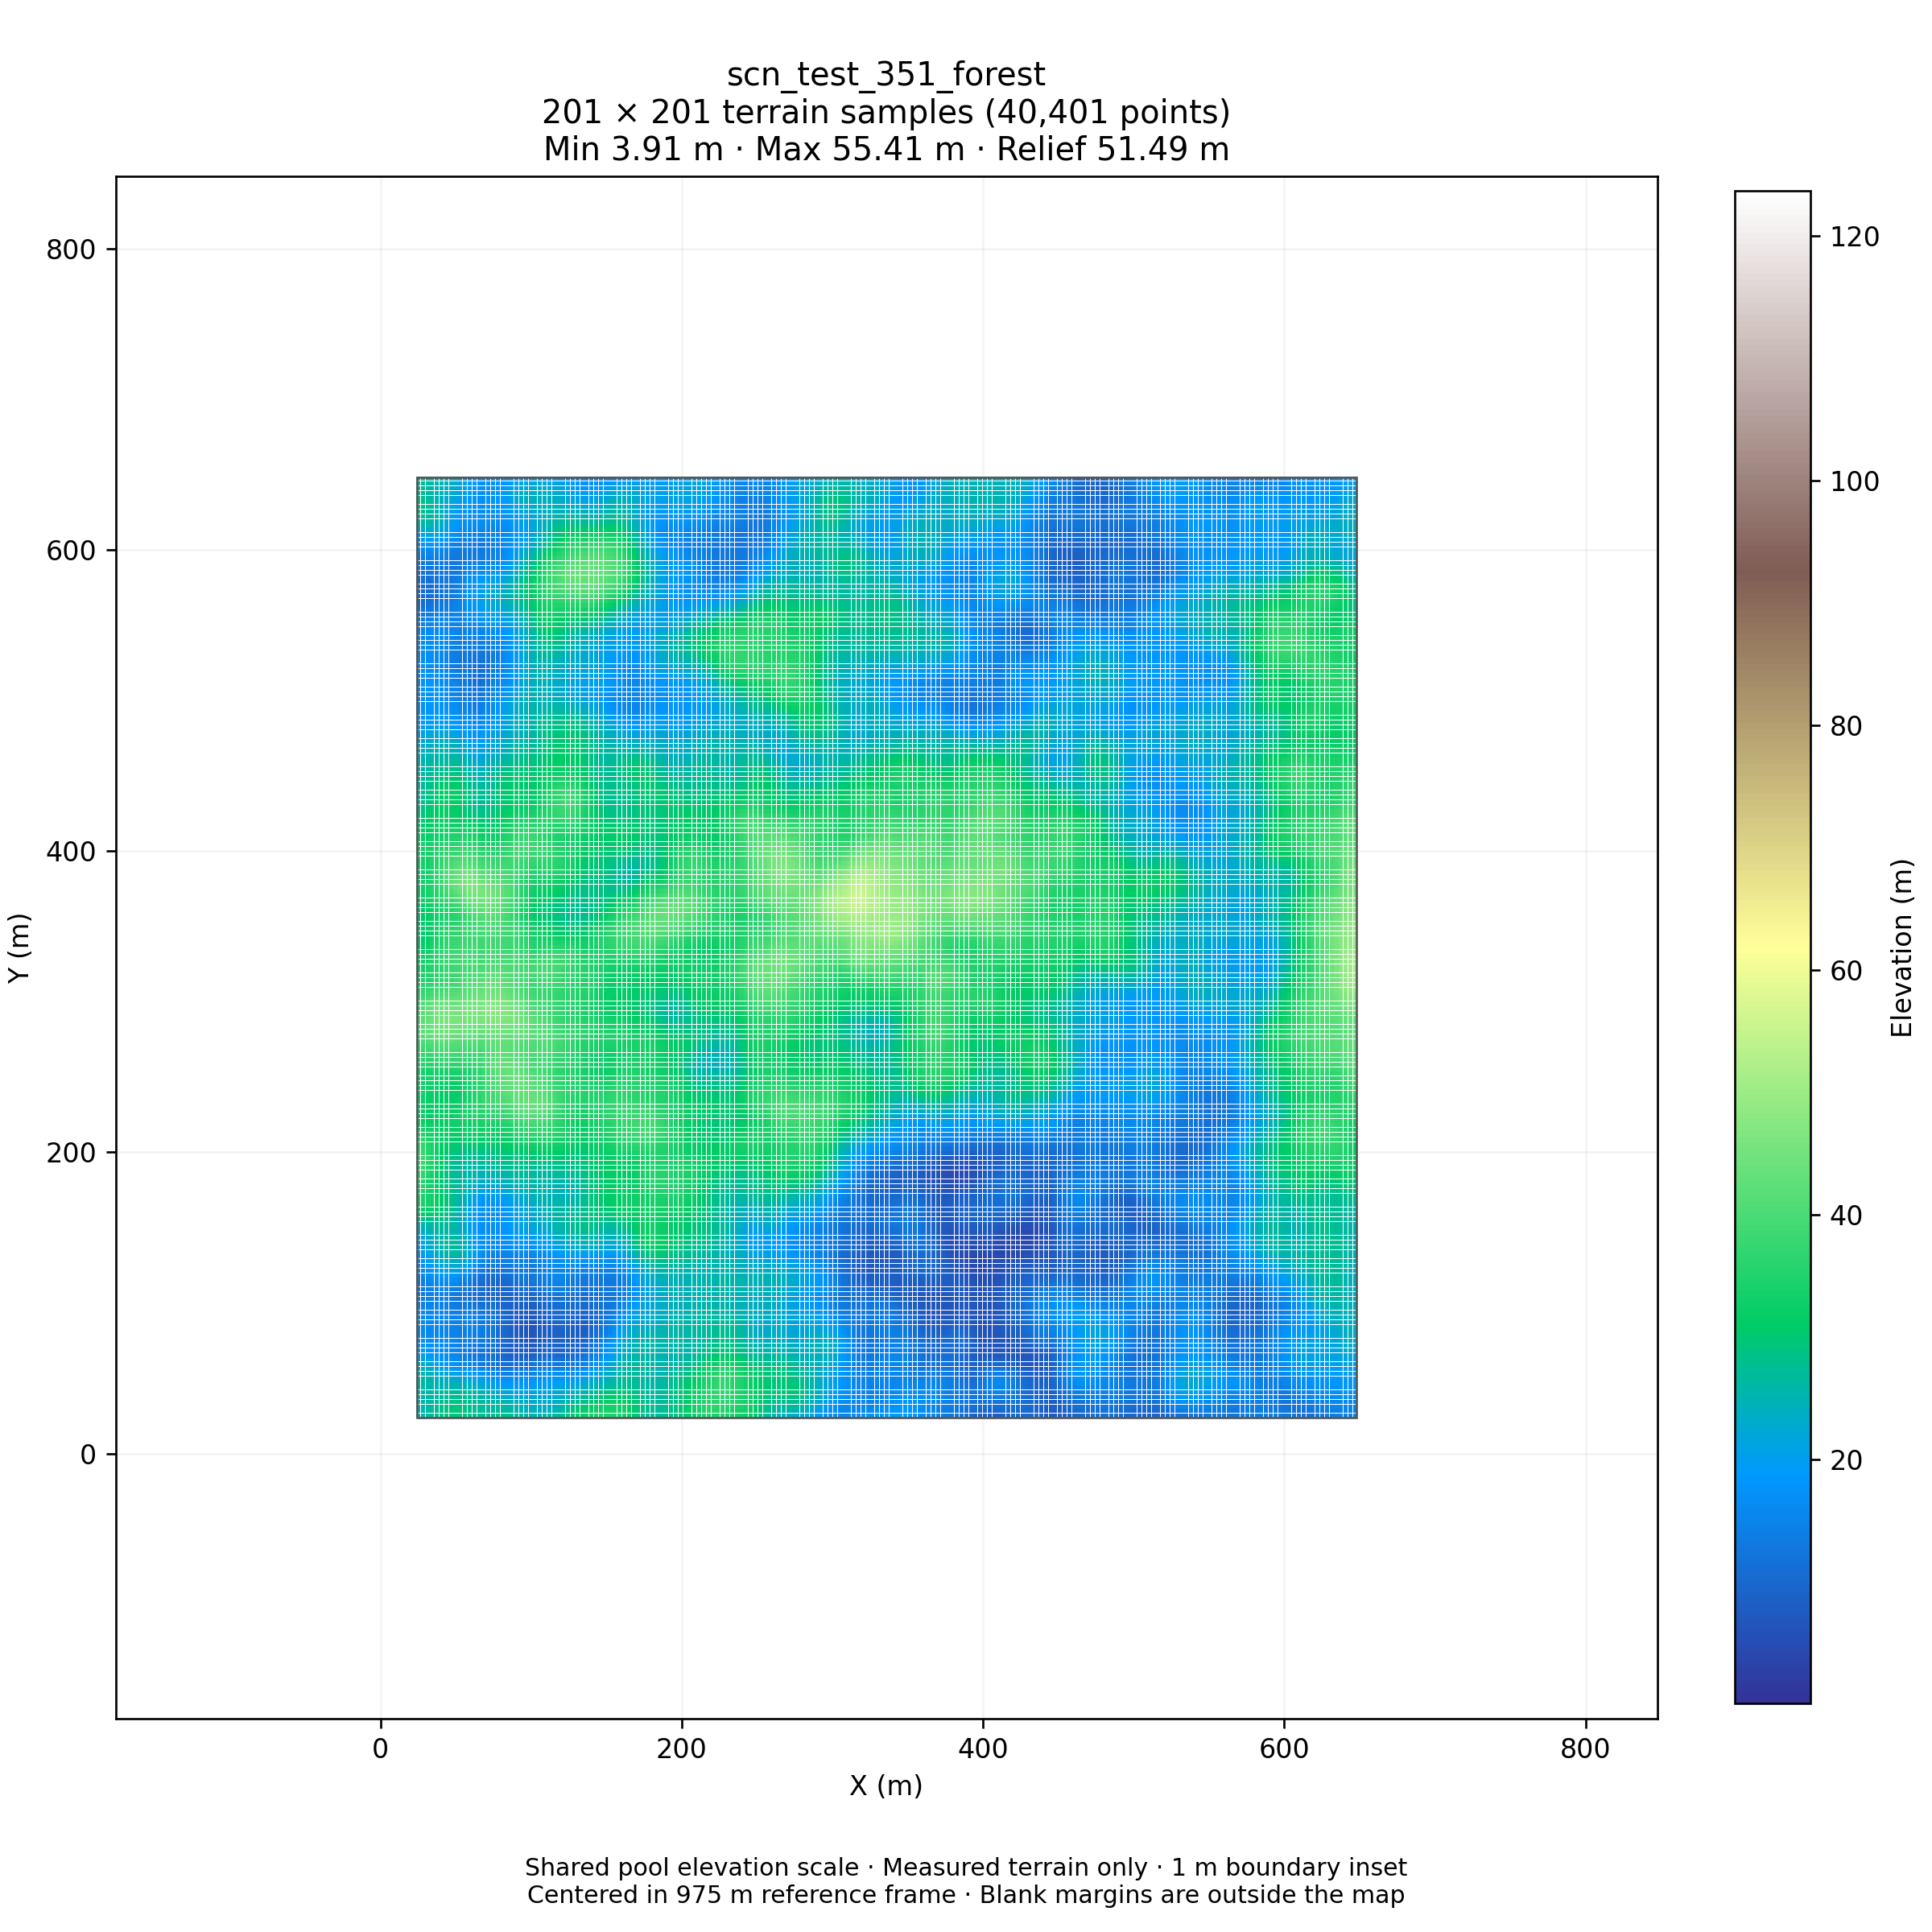 scn_test_351_forest
201 × 201 terrain samples (40,401 points)
Min 3.91 m · Max 55.41 m · Relief 51.49 m
800
600
400
200
0
Y (m)
0 200 400 600 800
X (m)
120
100
80
60
40
20
Elevation (m)
Shared pool elevation scale · Measured terrain only · 1 m boundary inset
Centered in 975 m reference frame · Blank margins are outside the map